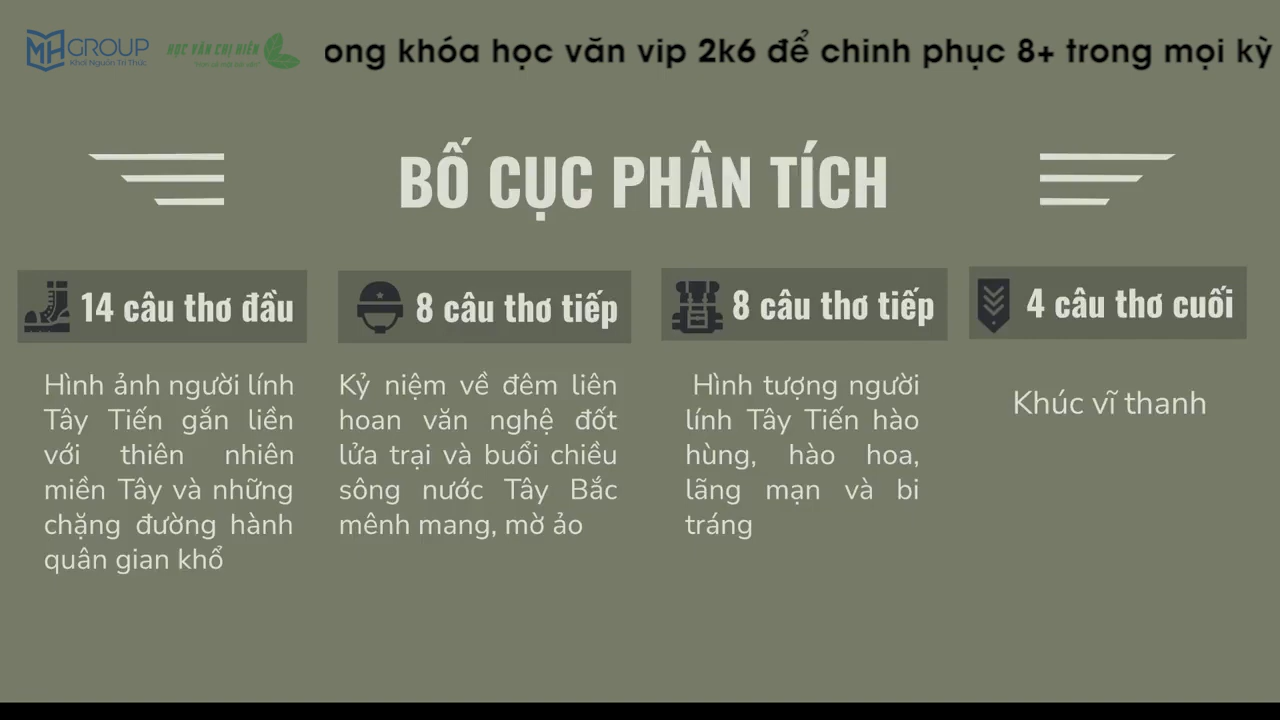 MH GROUP
Khơi Nguồn Tri Thức
HỌC VĂN CHỊ HIÊN
ong khóa học văn vip 2k6 để chinh phục 8+ trong mọi kỳ
BỐ CỤC PHÂN TÍCH
14 câu thơ đầu
Hình ảnh người lính
Tây Tiến gắn liền
với thiên nhiên
miền Tây và những
chặng đường hành
quân gian khổ
8 câu thơ tiếp
Kỷ niệm về đêm liên
hoan văn nghệ đốt
lửa trại và buổi chiều
sông nước Tây Bắc
mênh mang, mờ ảo
8 câu thơ tiếp
Hình tượng người
lính Tây Tiến hào
hùng, hào hoa,
lãng mạn và bi
tráng
4 câu thơ cuối
Khúc vĩ thanh